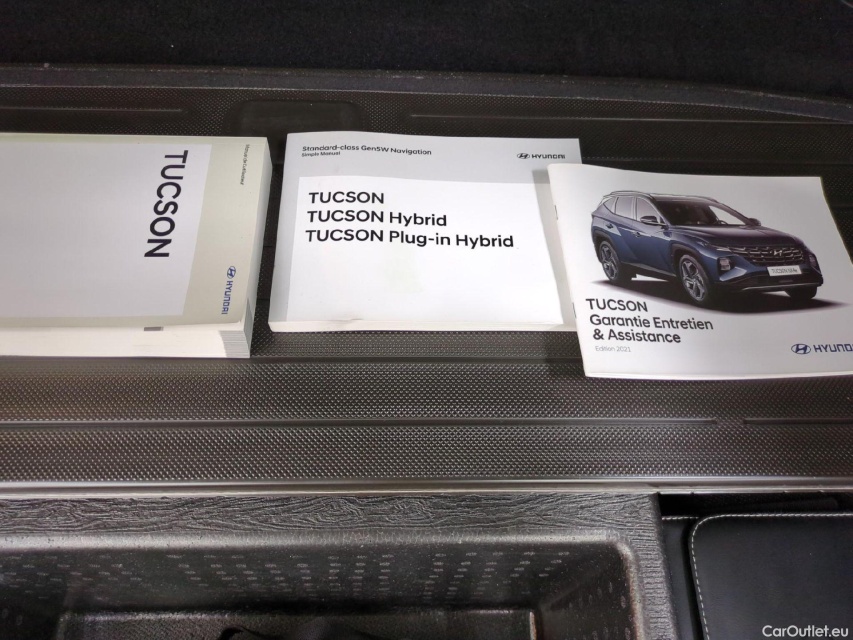 TUCSON
HYUNDAI
Standard-class Gen5W Navigation
Simple Manual
HYUNDAI
TUCSON
TUCSON Hybrid
TUCSON Plug-in Hybrid
TUCSON
Garantie Entretien
& Assistance
Edition 2021
HYUNDAI
CarOutlet.eu